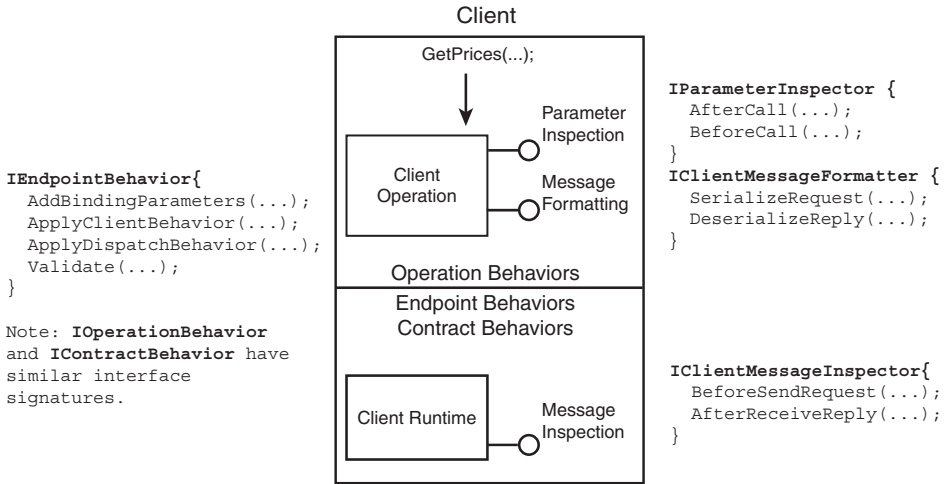 Client
GetPrices(...);
Parameter
Inspection
Client
Operation
Message
Formatting
Operation Behaviors
Endpoint Behaviors
Contract Behaviors
Client Runtime
Message
Inspection
IEndpointBehavior{
AddBindingParameters(...);
ApplyClientBehavior(...);
ApplyDispatchBehavior(...);
Validate(...);
}
Note: IOperationBehavior
and IContractBehavior have
similar interface
signatures.
IParameterInspector {
AfterCall(...);
BeforeCall(...);
}
IClientMessageFormatter {
SerializeRequest(...);
DeserializeReply(...);
}
IClientMessageInspector{
BeforeSendRequest(...);
AfterReceiveReply(...);
}